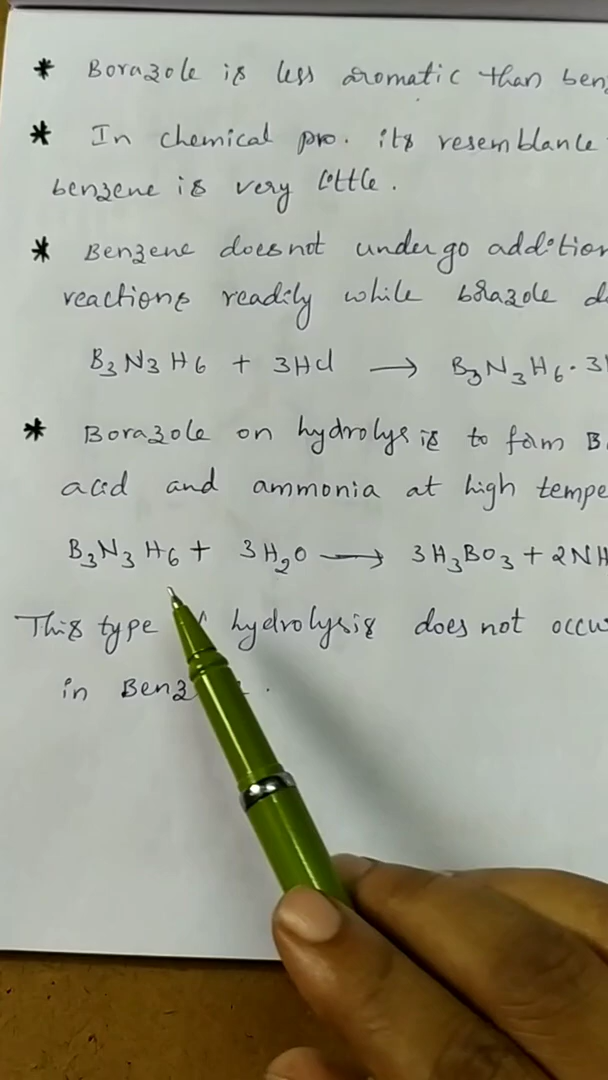 * Borazole is less aromatic than ben
* In chemical pro. its resemblance
benzene is very little.
* Benzene does not undergo addition
reactions readily while brazole d
B₃N₃H₆ + 3HCl → B₃N₃H₆·3
* Borazole on hydrolysis to form B
acid and ammonia at high tempe
B₃N₃H₆ + 3H₂O → 3H₃BO₃ + 2NH
This type hydrolysis does not occu
in Benz .